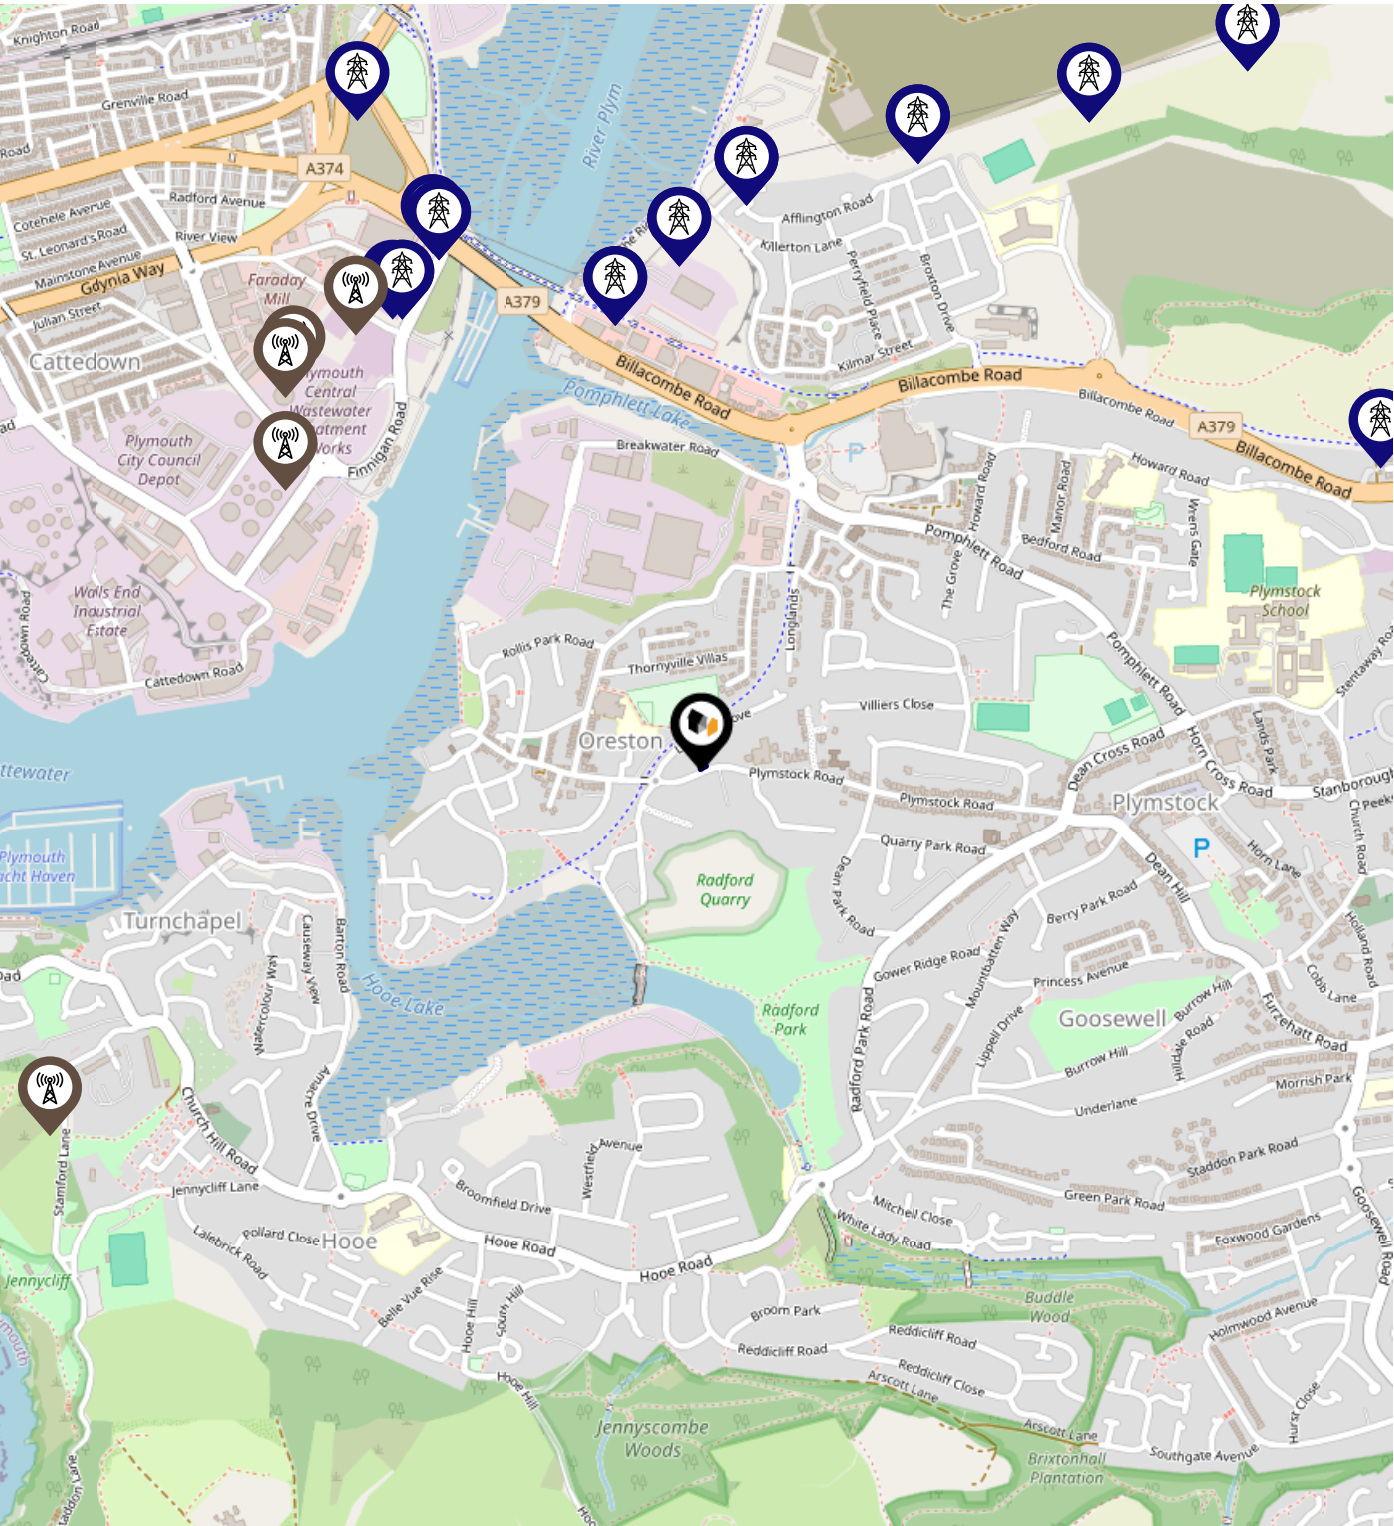 Knighton Road
Grenville Road
Road
A374
Radford Avenue
Cotehele Avenue
St. Leonard's Road
River View
Mainstone Avenue
Gdynia Way
Julian Street
Faraday
Mill
Cattedown
River Plym
A379
Afflington Road
Killerton Lane
Perryfield Place
Broxton Drive
Kilmar Street
Billacombe Road
Billacombe Road
Billacombe Road
A379
Billacombe Road
Pomphlett Lake
Breakwater Road
P
Plymouth
City Council
Depot
Central
Wastewater
Works
Finnigan Road
Walls End
Industrial
Estate
Cattedown Road
Cattedown Road
Howard Road
Howard Road
Manor Road
Wrens Gate
Bedford Road
Pomphlett Road
The Grove
Plymstock
School
Pomphlett Road
Longlands
Rollis Park Road
Thornyville Villas
Villiers Close
Oreston
Plymstock Road
Plymstock Road
Dean Cross Road
Horn Cross Road
Lands Park
Plymstock
Church Road
P
Horn Lane
Quarry Park Road
Dean Park Road
Dean Hill
Berry Park Road
Holland Road
Radford
Quarry
Plymouth
Turnchapel
Causeway View
Barton Road
Watercolour Way
Hooe Lake
Gower Ridge Road
Mountbatten Way
Princess Avenue
Cobb Lane
Radford
Park
Goosewell
Burrow Hill
Furzehatt Road
Lippell Drive
Burrow Hill
Radford Park Road
Morrish Park
Underlane
Amacre Drive
Church Hill Road
Stamford Lane
Jennycliff Lane
Westfield Avenue
Staddon Park Road
Green Park Road
Broomfield Drive
Mitchell Close
White Lady Road
Foxwood Gardens
Goosewell Road
Lalebrick Road
Pollard Close
Hooe
Hooe Road
Hooe Road
Jennycliff
Belle Vue Rise
Hooe Hill
South Hill
Broom Park
Buddle
Wood
Holmwood Avenue
Reddicliff Road
Reddicliff Road
Reddicliff Close
Arscott Lane
Hooe Hill
Hurst Close
Jennyscombe
Woods
Arscott Lane
Southgate Avenue
Brixtonhall
Plantation